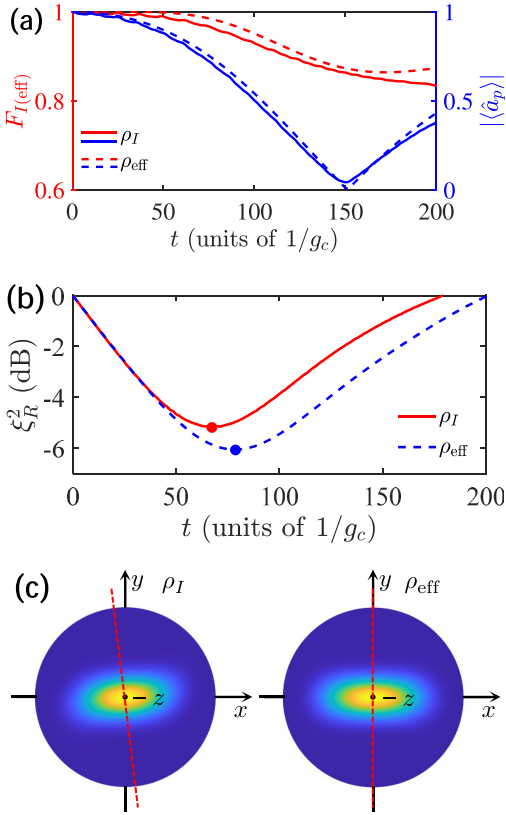 (a)
1
0.8
0.6
F_{I(eff)}
1
0.5
0
|⟨â_p⟩|
ρ_I
ρ_eff
0 50 100 150 200
t (units of 1/g_c)
(b)
0
-2
-4
-6
ξ²_R (dB)
ρ_I
ρ_eff
0 50 100 150 200
t (units of 1/g_c)
(c)
y ρ_I
y ρ_eff
− z
− z
x
x